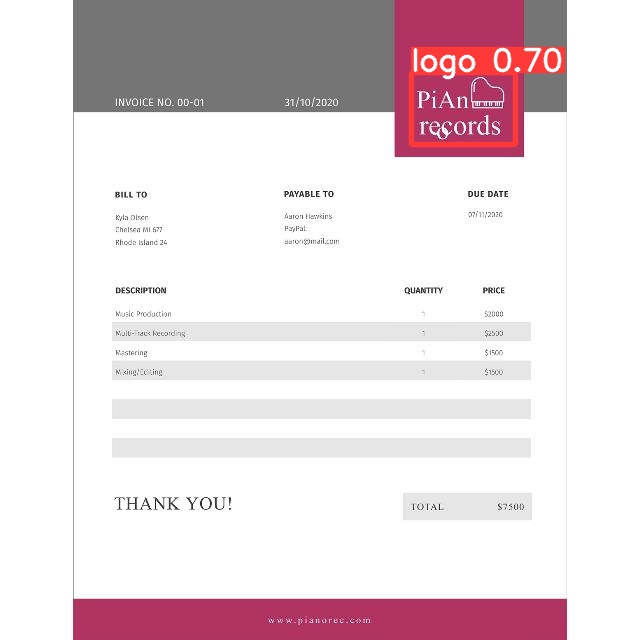 logo 0.70
PiAn
records
INVOICE NO. 00-01 31/10/2020
BILL TO PAYABLE TO DUE DATE
Kyla Olsen Aaron Hawkins 07/11/2020
Chelsea MI 677 PayPal:
Rhode Island 24 aaron@mail.com
DESCRIPTION QUANTITY PRICE
Music Production 1 $2000
Multi-Track Recording 1 $2500
Mastering 1 $1500
Mixing/Editing 1 $1500
THANK YOU! TOTAL $7500
www.pianorec.com